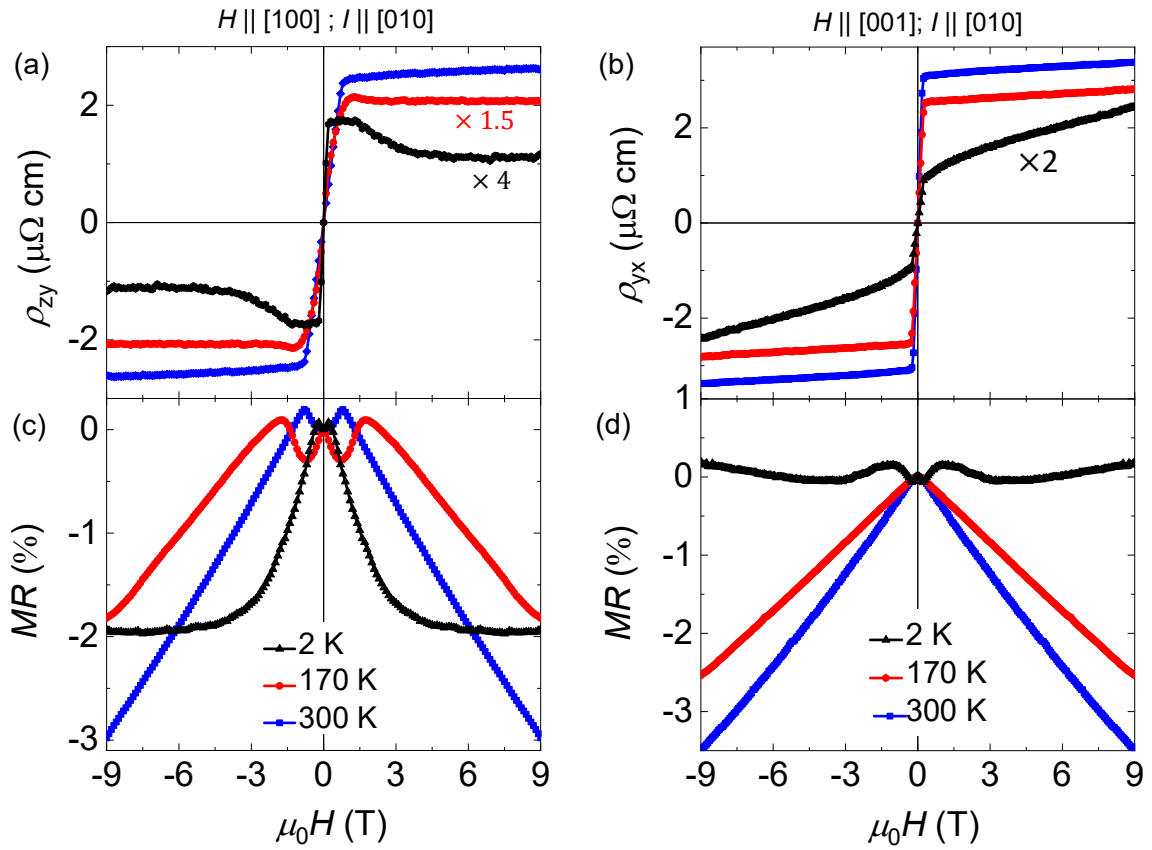 H || [100] ; I || [010]
H || [001]; I || [010]
(a)
2
0
-2
ρzy (μΩ cm)
× 1.5
× 4
(b)
2
0
-2
1
ρyx (μΩ cm)
×2
(c)
0
-1
-2
-3
MR (%)
2 K
170 K
300 K
-9 -6 -3 0 3 6 9
μ0H (T)
(d)
0
-1
-2
-3
MR (%)
2 K
170 K
300 K
-9 -6 -3 0 3 6 9
μ0H (T)